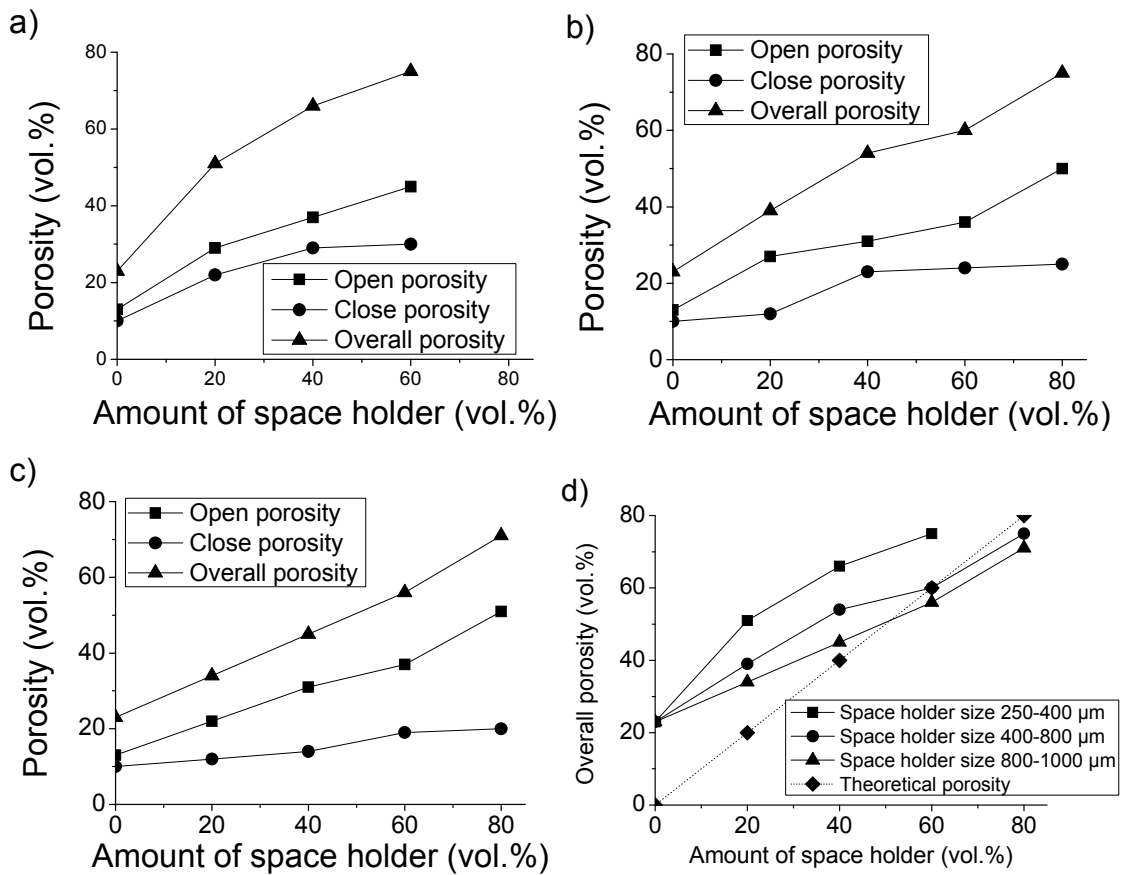 a)
80
60
40
20
0
Porosity (vol.%)
Open porosity
Close porosity
Overall porosity
0 20 40 60 80
Amount of space holder (vol.%)
b)
80
60
40
20
0
Porosity (vol.%)
Open porosity
Close porosity
Overall porosity
0 20 40 60 80
Amount of space holder (vol.%)
c)
80
60
40
20
0
Porosity (vol.%)
Open porosity
Close porosity
Overall porosity
0 20 40 60 80
Amount of space holder (vol.%)
d)
80
60
40
20
0
Overall porosity (vol.%)
Space holder size 250-400 µm
Space holder size 400-800 µm
Space holder size 800-1000 µm
Theoretical porosity
0 20 40 60 80
Amount of space holder (vol.%)